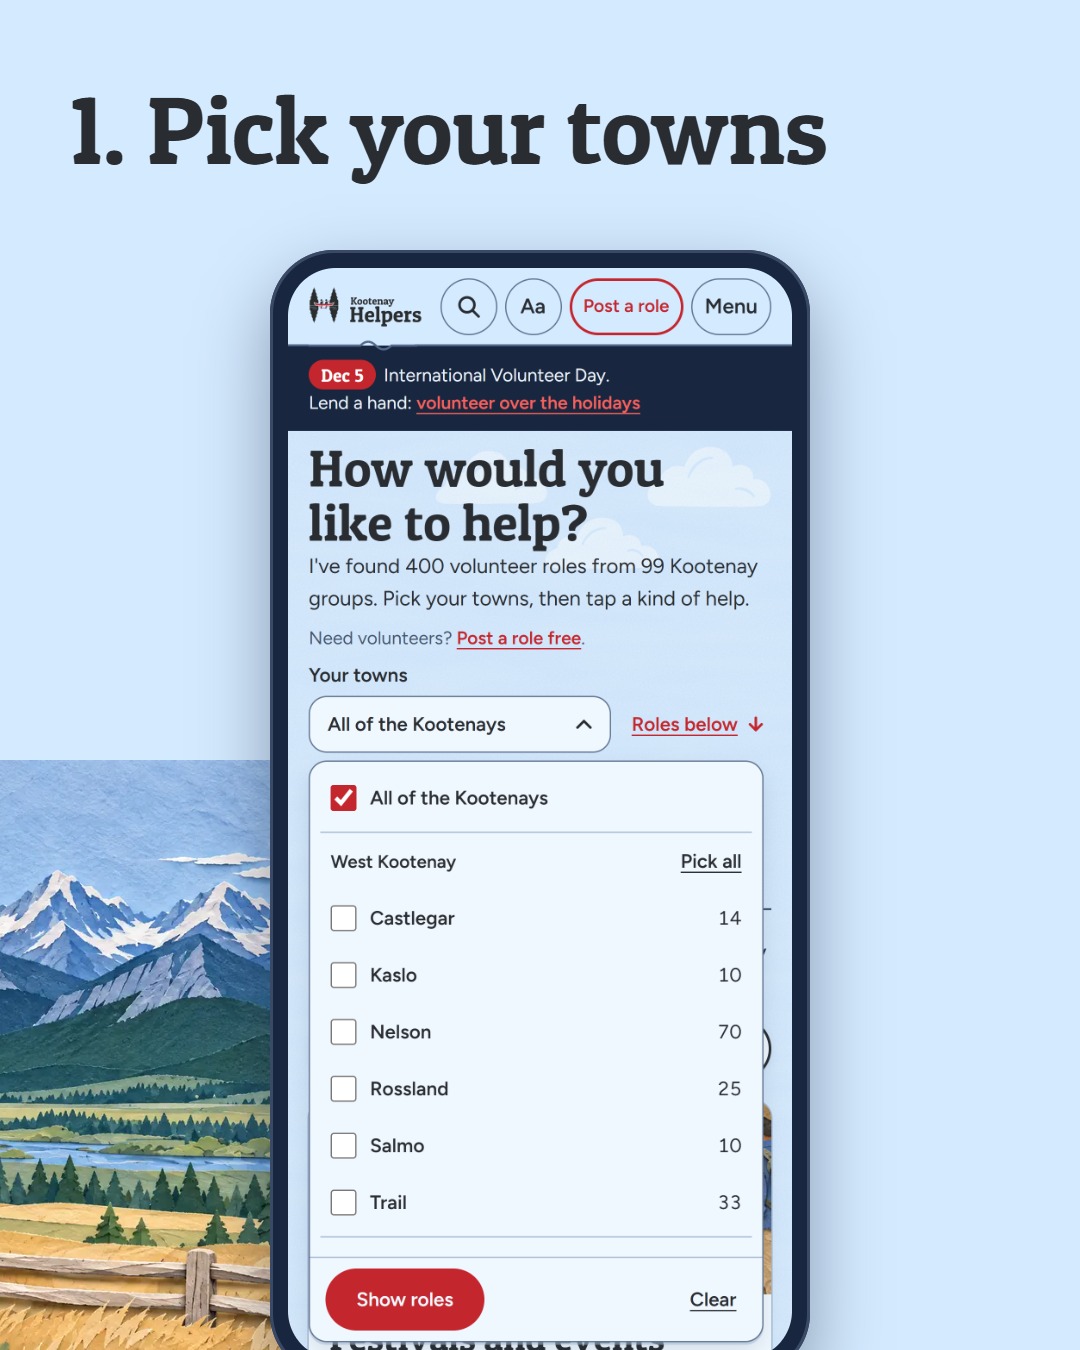 1. Pick your towns
Kootenay
Helpers
Aa
Post a role
Menu
Dec 5 International Volunteer Day.
Lend a hand: volunteer over the holidays
How would you
like to help?
I've found 400 volunteer roles from 99 Kootenay
groups. Pick your towns, then tap a kind of help.
Need volunteers? Post a role free.
Your towns
All of the Kootenays
Roles below
All of the Kootenays
West Kootenay Pick all
Castlegar 14
Kaslo 10
Nelson 70
Rossland 25
Salmo 10
Trail 33
Show roles Clear
Festivals and events